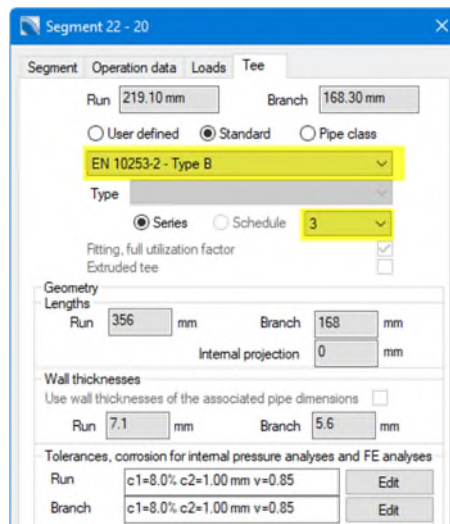 Segment 22 - 20
Segment Operation data Loads Tee
Run 219.10 mm Branch 168.30 mm
User defined Standard Pipe class
EN 10253-2 - Type B
Type
Series Schedule 3
Fitting, full utilization factor
Extruded tee
Geometry
Lengths
Run 356 mm Branch 168 mm
Internal projection 0 mm
Wall thicknesses
Use wall thicknesses of the associated pipe dimensions
Run 7.1 mm Branch 5.6 mm
Tolerances, corrosion for internal pressure analyses and FE analyses
Run c1=8.0% c2=1.00 mm v=0.85 Edit
Branch c1=8.0% c2=1.00 mm v=0.85 Edit